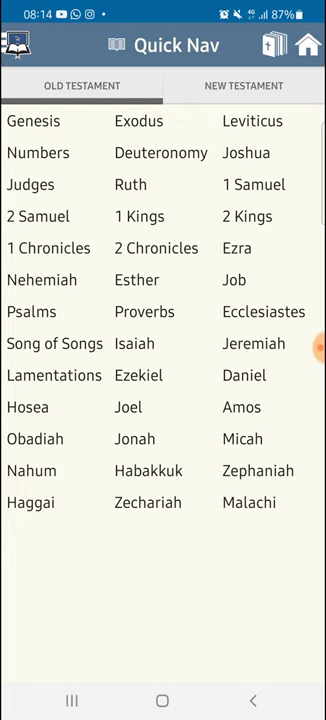 08:14 87%
Quick Nav
OLD TESTAMENT NEW TESTAMENT
Genesis Exodus Leviticus
Numbers Deuteronomy Joshua
Judges Ruth 1 Samuel
2 Samuel 1 Kings 2 Kings
1 Chronicles 2 Chronicles Ezra
Nehemiah Esther Job
Psalms Proverbs Ecclesiastes
Song of Songs Isaiah Jeremiah
Lamentations Ezekiel Daniel
Hosea Joel Amos
Obadiah Jonah Micah
Nahum Habakkuk Zephaniah
Haggai Zechariah Malachi